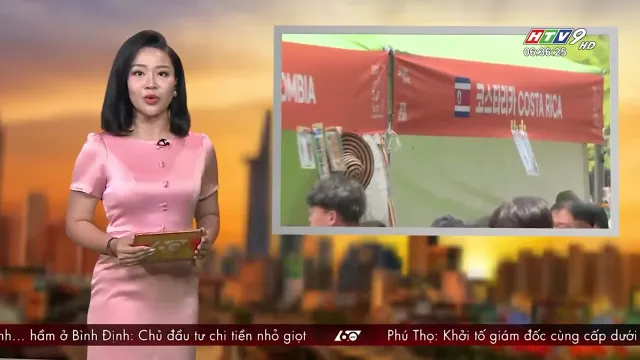 HTV9 HD
06:36:25
OMBIA
코스타리카 COSTA RICA
nh... hầm ở Bình Định: Chủ đầu tư chi tiền nhỏ giọt
Phú Thọ: Khởi tố giám đốc cùng cấp dưới